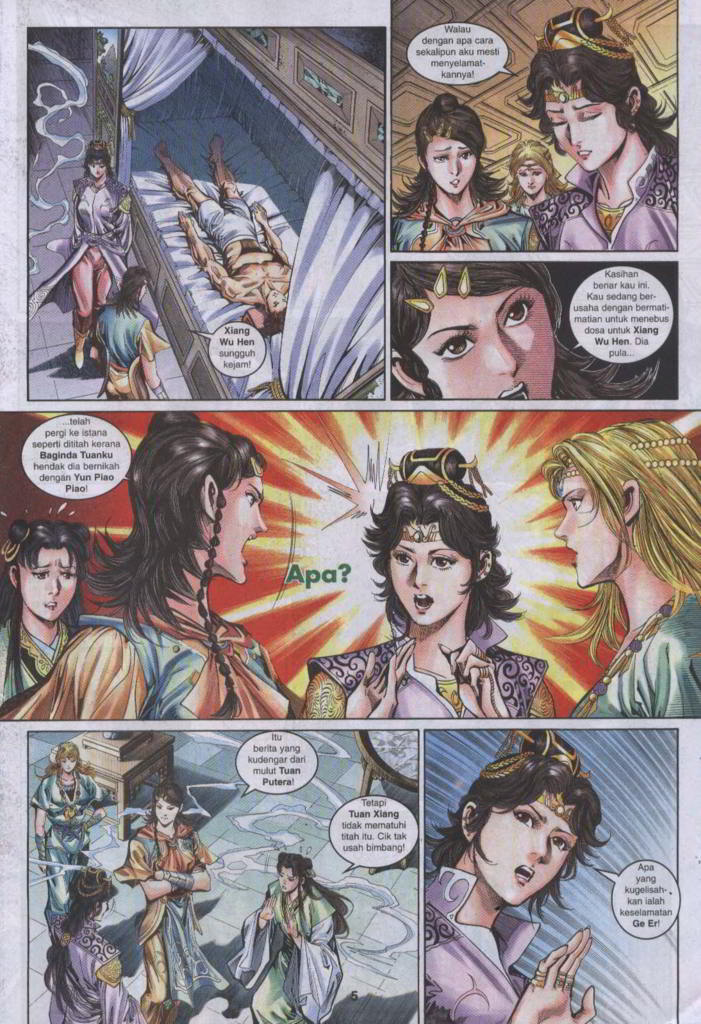 Xiang
Wu Hen
sungguh
kejam!
Walau
dengan apa cara
sekalipun aku mesti
menyelamat-
kannya!
Kasihan
benar kau ini.
Kau sedang ber-
usaha dengan bermati-
matian untuk menebus
dosa untuk Xiang
Wu Hen. Dia
pula...
...telah
pergi ke istana
seperti dititah kerana
Baginda Tuanku
hendak dia bernikah
dengan Yun Piao
Piao!
Apa?
Itu
berita yang
kudengar dari
mulut Tuan
Putera!
Tetapi
Tuan Xiang
tidak mematuhi
titah itu. Cik tak
usah bimbang!
Apa
yang
kugelisah-
kan ialah
keselamatan
Ge Er!
5